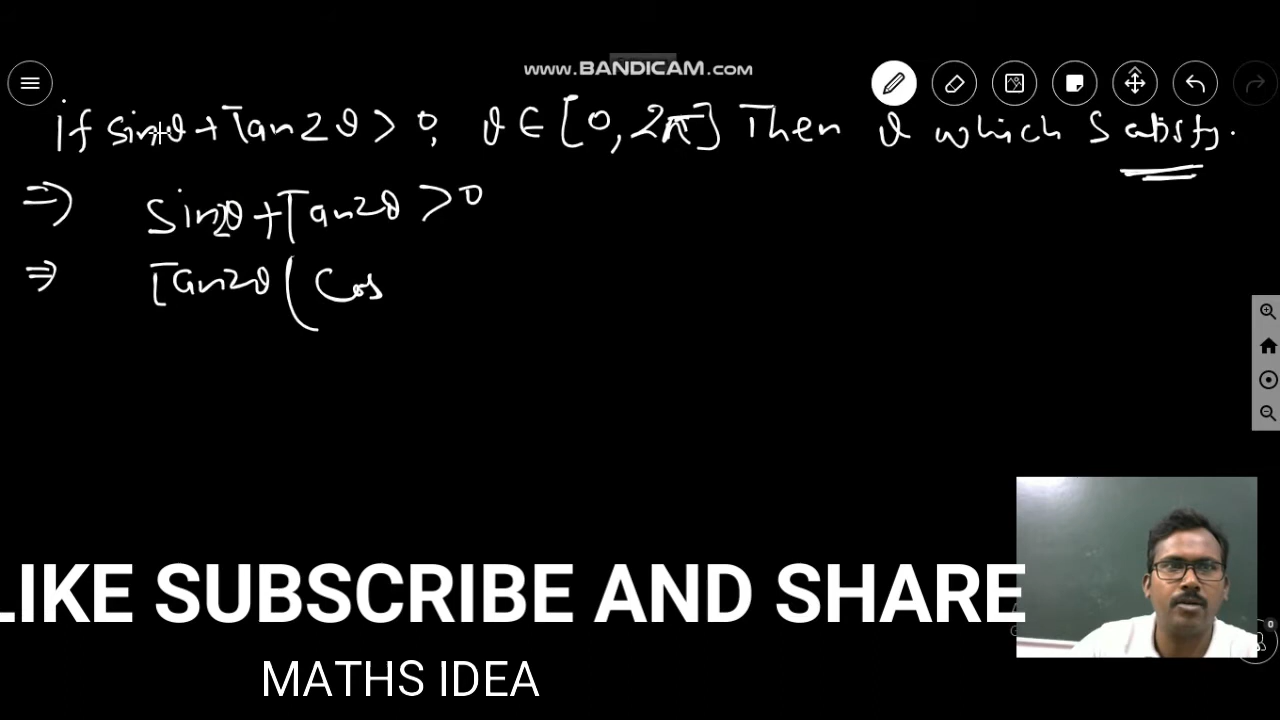 www.BANDICAM.com
If sin2θ + Tan2θ > 0, θ ∈ [0, 2π] Then θ which satisfy.
⇒ sin2θ + Tan2θ > 0
⇒ Tan2θ ( Cos
LIKE SUBSCRIBE AND SHARE
MATHS IDEA
0